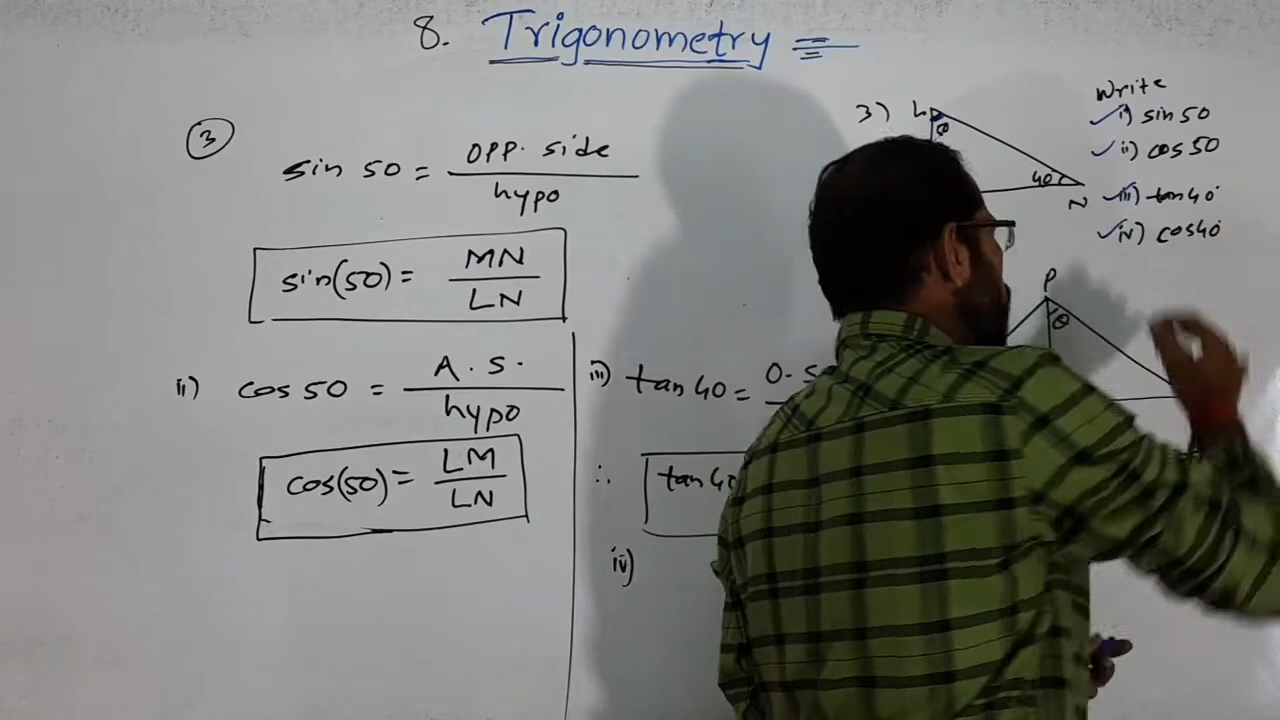 8. Trigonometry
3
sin 50 = opp. side / hypo
sin(50) = MN / LN
ii) cos 50 = A.S. / hypo
cos(50) = LM / LN
iii) tan 40 = O.S
∴ tan 40
iv)
3) L
θ
40
N
Write
i) sin 50
ii) cos 50
iii) tan 40°
iv) cos 40°
P
θ